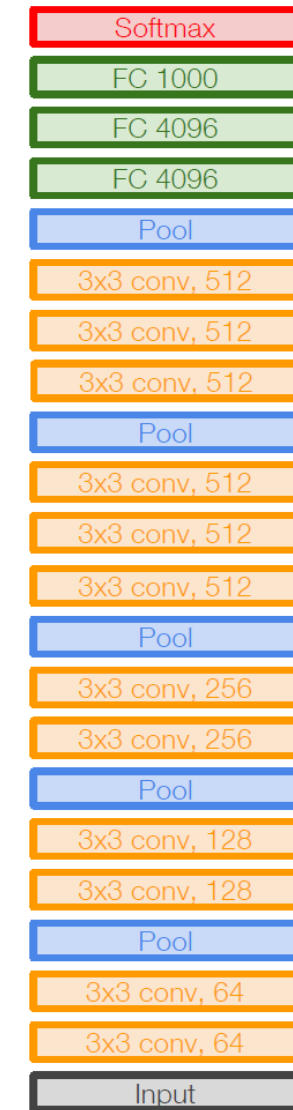 Softmax
FC 1000
FC 4096
FC 4096
Pool
3x3 conv, 512
3x3 conv, 512
3x3 conv, 512
Pool
3x3 conv, 512
3x3 conv, 512
3x3 conv, 512
Pool
3x3 conv, 256
3x3 conv, 256
Pool
3x3 conv, 128
3x3 conv, 128
Pool
3x3 conv, 64
3x3 conv, 64
Input